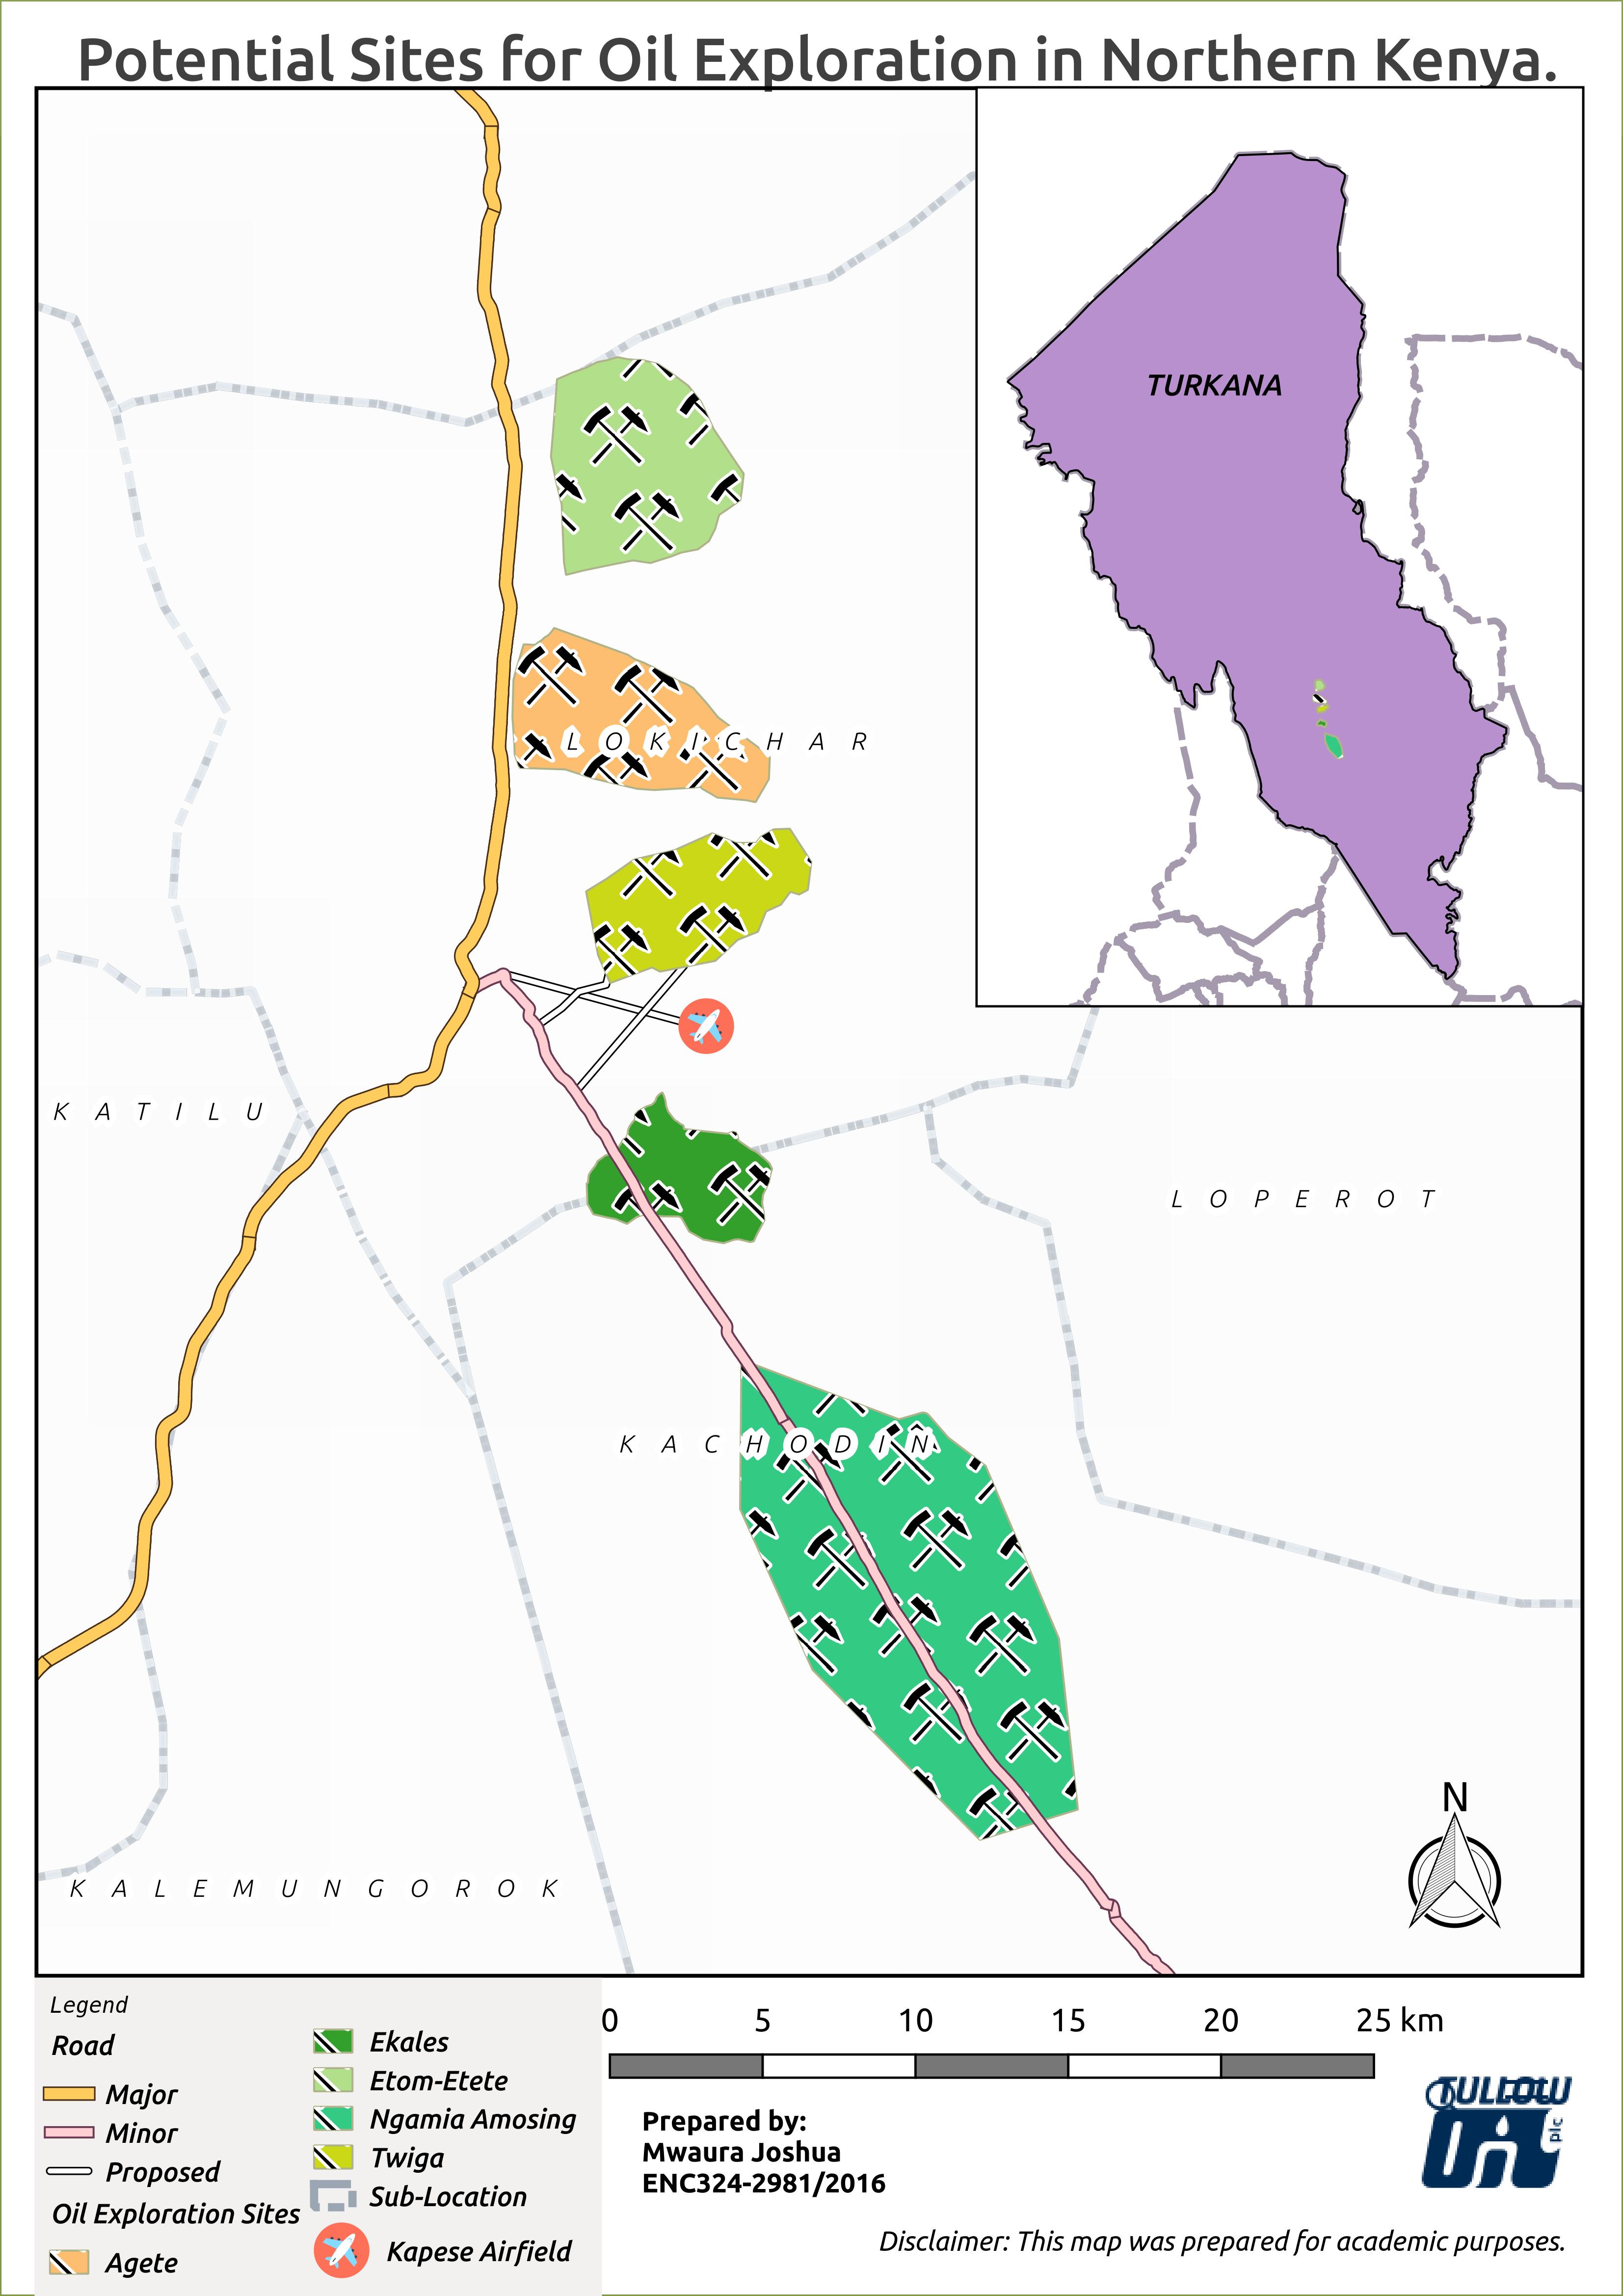 Potential Sites for Oil Exploration in Northern Kenya.
TURKANA
LOKICHAR
KATILU
LOPEROT
KACHODIN
KALEMUNGOROK
N
Legend
Road
Major
Minor
Proposed
Oil Exploration Sites
Agete
Ekales
Etom-Etete
Ngamia Amosing
Twiga
Sub-Location
Kapese Airfield
0 5 10 15 20 25 km
Prepared by:
Mwaura Joshua
ENC324-2981/2016
TULLOW
Oil
plc
Disclaimer: This map was prepared for academic purposes.